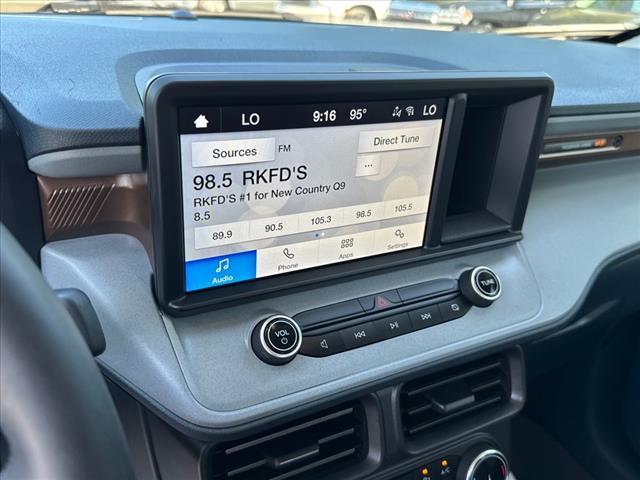 LO 9:16 95° LO
Sources FM Direct Tune
98.5 RKFD'S ...
RKFD'S #1 for New Country Q9
8.5
89.9 90.5 105.3 98.5 105.5
Audio Phone Apps Settings
VOL
TUNE
A/C